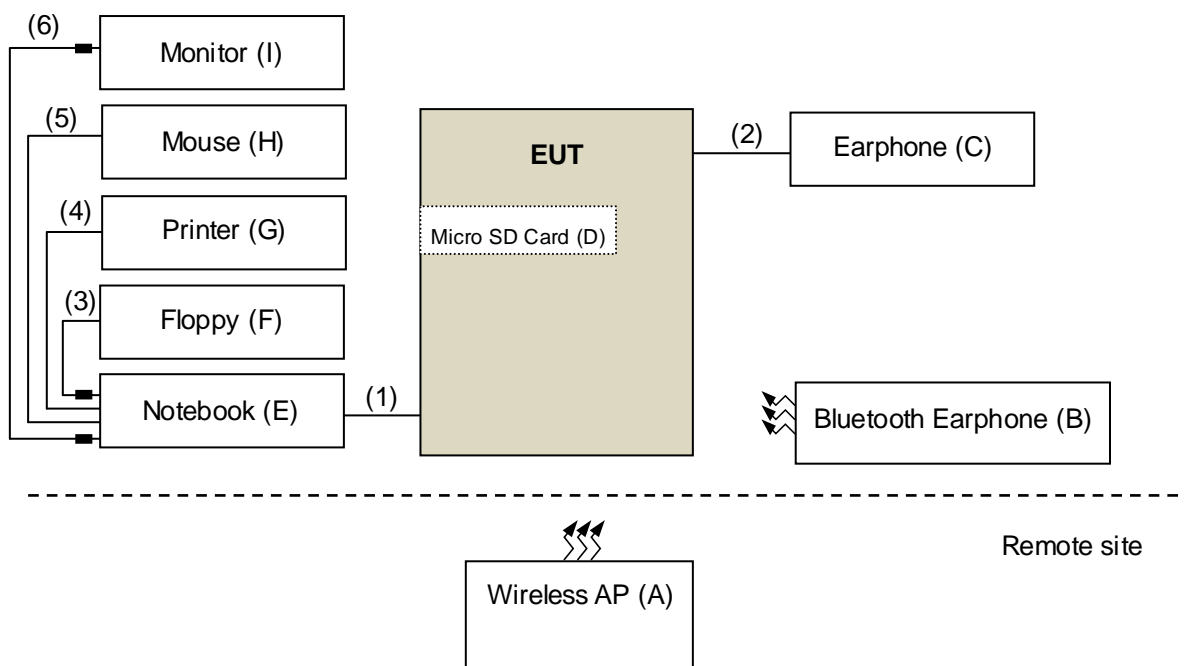 (6)
Monitor (I)
(5)
Mouse (H)
EUT
(2)
Earphone (C)
(4)
Printer (G)
Micro SD Card (D)
(3)
Floppy (F)
Notebook (E)
(1)
Bluetooth Earphone (B)
Remote site
Wireless AP (A)